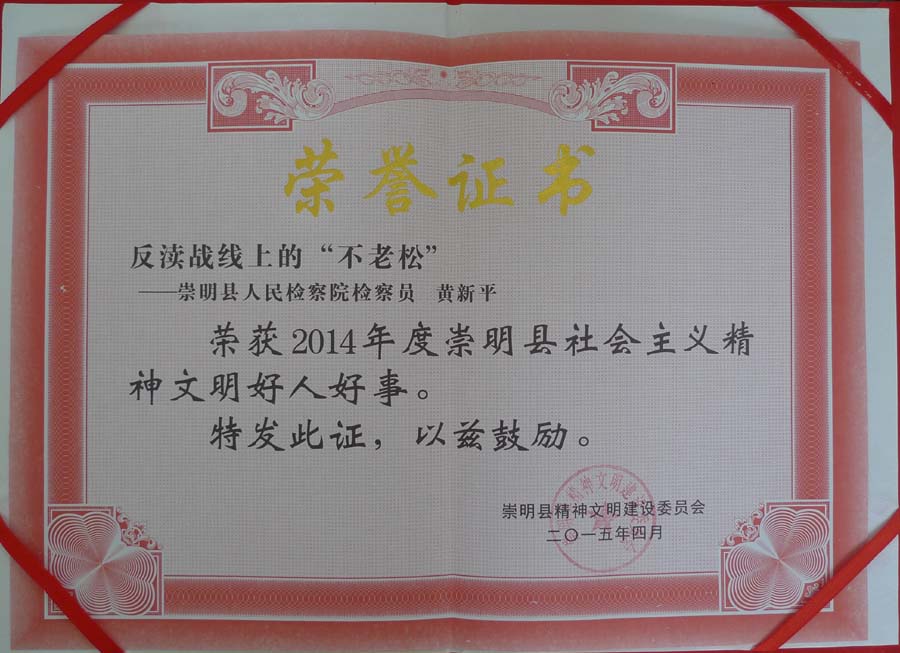 荣誉证书
反渎战线上的“不老松”
——崇明县人民检察院检察员 黄新平
荣获2014年度崇明县社会主义精
神文明好人好事。
特发此证，以兹鼓励。
崇明县精神文明建设委员会
二〇一五年四月